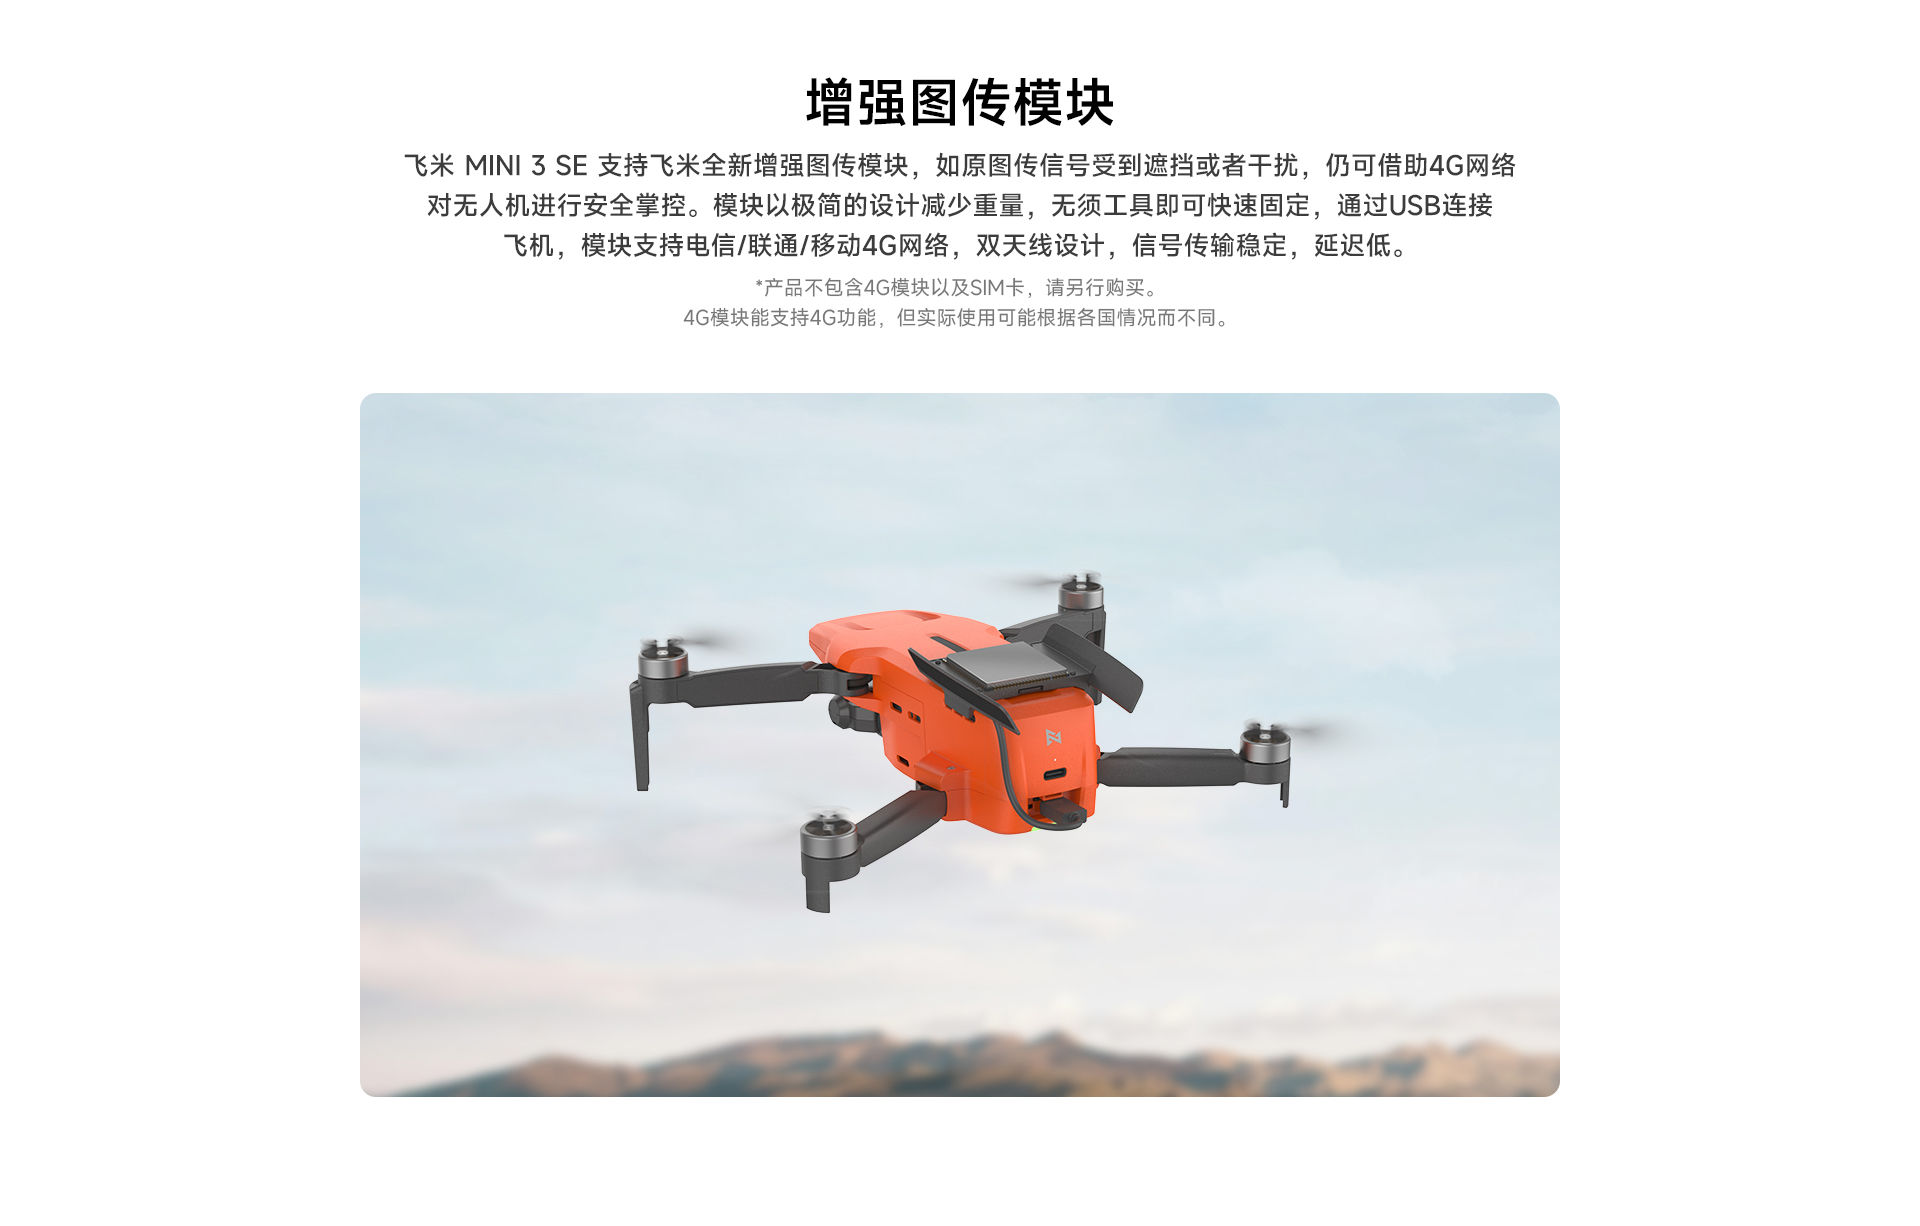 增强图传模块
飞米 MINI 3 SE 支持飞米全新增强图传模块，如原图传信号受到遮挡或者干扰，仍可借助4G网络
对无人机进行安全掌控。模块以极简的设计减少重量，无须工具即可快速固定，通过USB连接
飞机，模块支持电信/联通/移动4G网络，双天线设计，信号传输稳定，延迟低。
*产品不包含4G模块以及SIM卡，请另行购买。
4G模块能支持4G功能，但实际使用可能根据各国情况而不同。